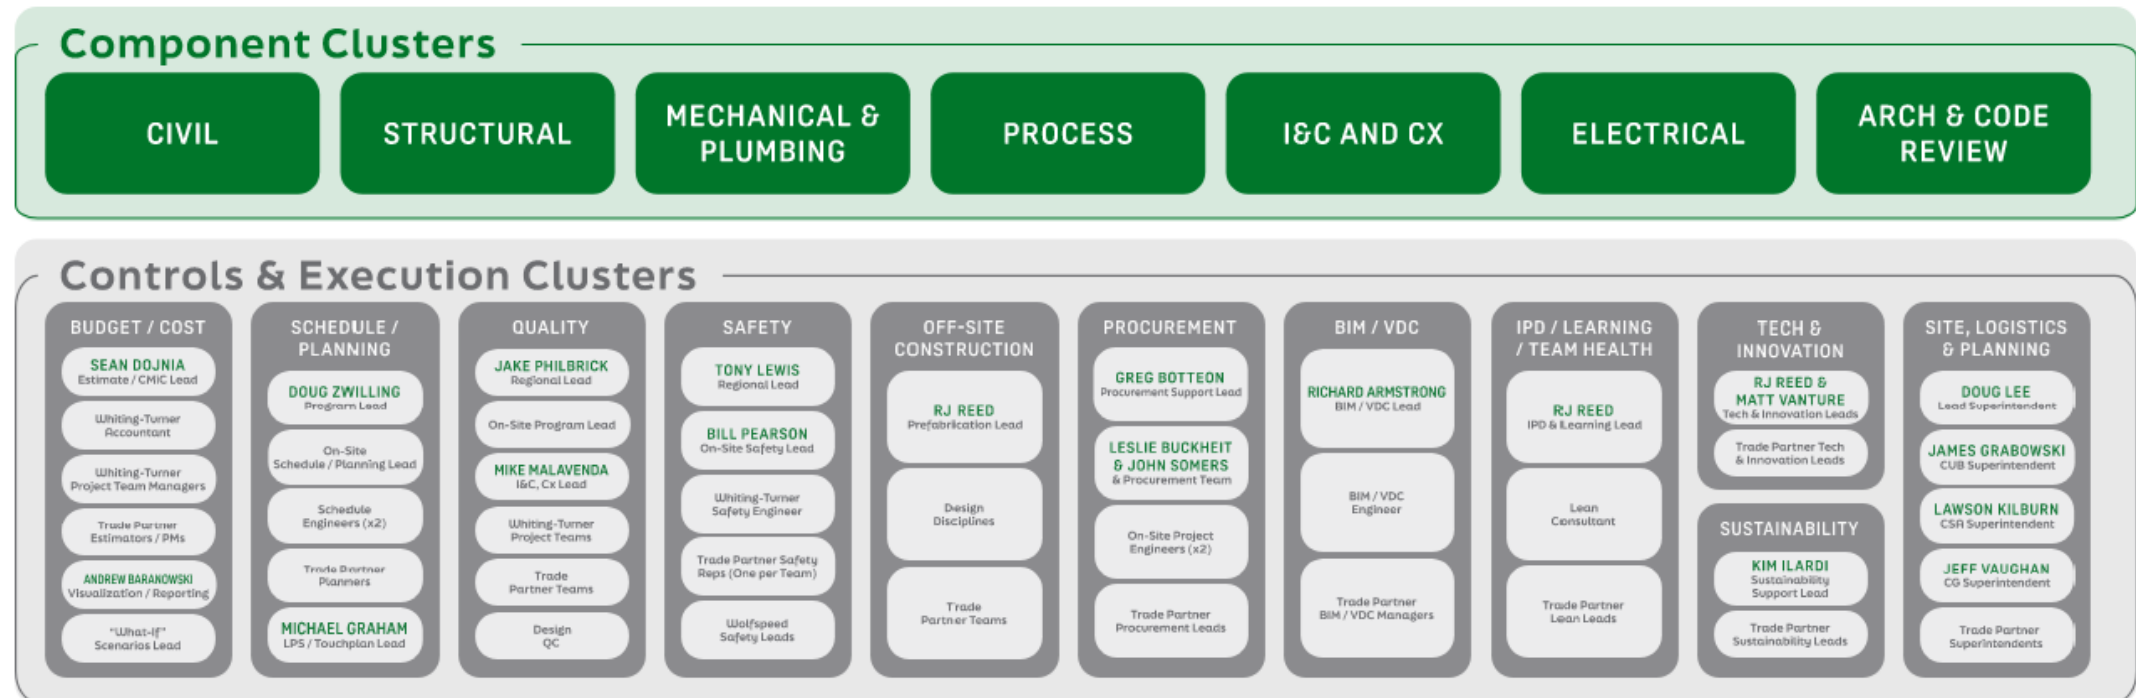 Component Clusters
CIVIL
STRUCTURAL
MECHANICAL &
PLUMBING
PROCESS
I&C AND CX
ELECTRICAL
ARCH & CODE
REVIEW
Controls & Execution Clusters
BUDGET / COST
SEAN DOJNIA
Estimate / CMiC Lead
Whiting-Turner
Accountant
Whiting-Turner
Project Team Managers
Trade Partner
Estimators / PMs
ANDREW BARANOWSKI
Visualization / Reporting
"What-If"
Scenarios Lead
SCHEDULE /
PLANNING
DOUG ZWILLING
Program Lead
On-Site
Schedule / Planning Lead
Schedule
Engineers (x2)
Trade Partner
Planners
MICHAEL GRAHAM
LPS / Touchplan Lead
QUALITY
JAKE PHILBRICK
Regional Lead
On-Site Program Lead
MIKE MALAVENDA
I&C, Cx Lead
Whiting-Turner
Project Teams
Trade
Partner Teams
Design
QC
SAFETY
TONY LEWIS
Regional Lead
BILL PEARSON
On-Site Safety Lead
Whiting-Turner
Safety Engineer
Trade Partner Safety
Reps (One per Team)
Wolfspeed
Safety Leads
OFF-SITE
CONSTRUCTION
RJ REED
Prefabrication Lead
Design
Disciplines
Trade
Partner Teams
PROCUREMENT
GREG BOTTEON
Procurement Support Lead
LESLIE BUCKHEIT
& JOHN SOMERS
& Procurement Team
On-Site Project
Engineers (x2)
Trade Partner
Procurement Leads
BIM / VDC
RICHARD ARMSTRONG
BIM / VDC Lead
BIM / VDC
Engineer
Trade Partner
BIM / VDC Managers
IPD / LEARNING
/ TEAM HEALTH
RJ REED
IPD & Learning Lead
Lean
Consultant
Trade Partner
Lean Leads
TECH &
INNOVATION
RJ REED &
MATT VANTURE
Tech & Innovation Leads
Trade Partner Tech
& Innovation Leads
SUSTAINABILITY
KIM ILARDI
Sustainability
Support Lead
Trade Partner
Sustainability Leads
SITE, LOGISTICS
& PLANNING
DOUG LEE
Lead Superintendent
JAMES GRABOWSKI
CUB Superintendent
LAWSON KILBURN
CSA Superintendent
JEFF VAUGHAN
CG Superintendent
Trade Partner
Superintendents